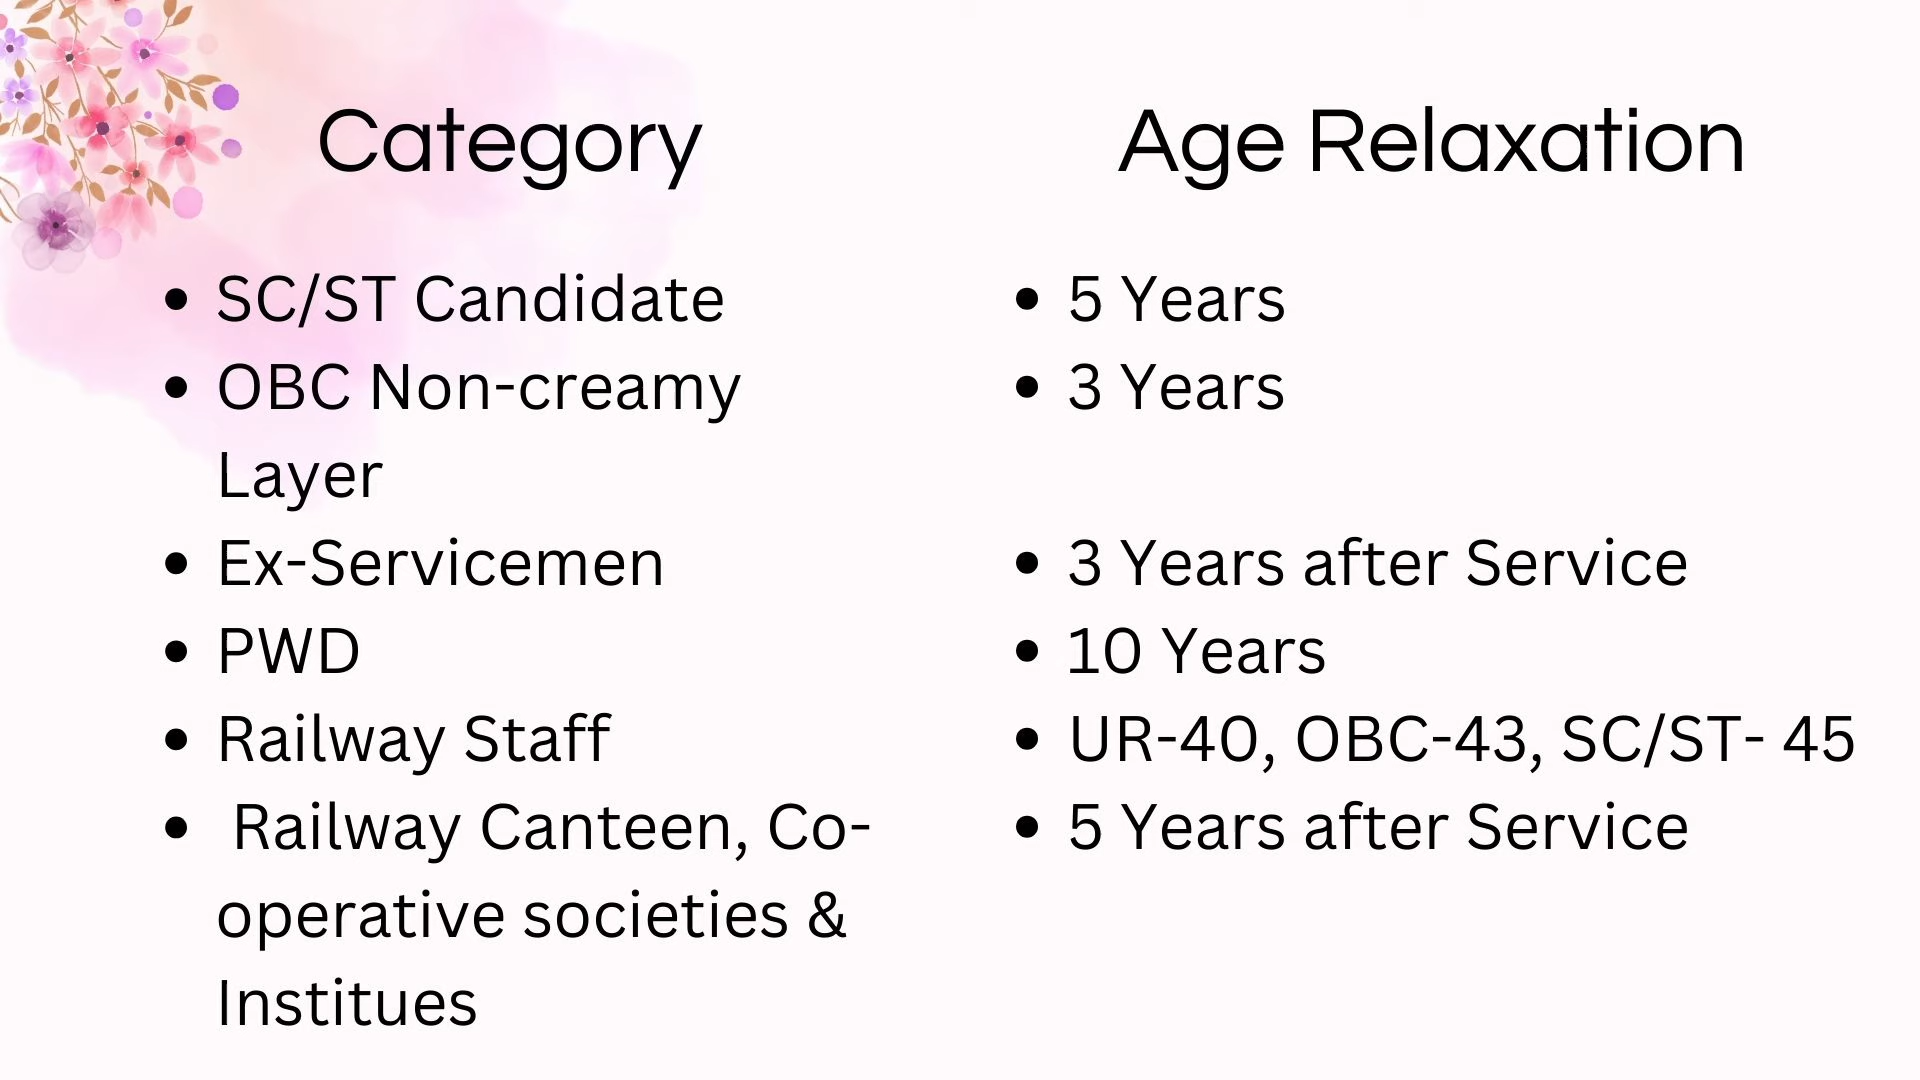 Category
Age Relaxation
• SC/ST Candidate
• OBC Non-creamy
Layer
• Ex-Servicemen
• PWD
• Railway Staff
• Railway Canteen, Co-
operative societies &
Institues
• 5 Years
• 3 Years
• 3 Years after Service
• 10 Years
• UR-40, OBC-43, SC/ST- 45
• 5 Years after Service